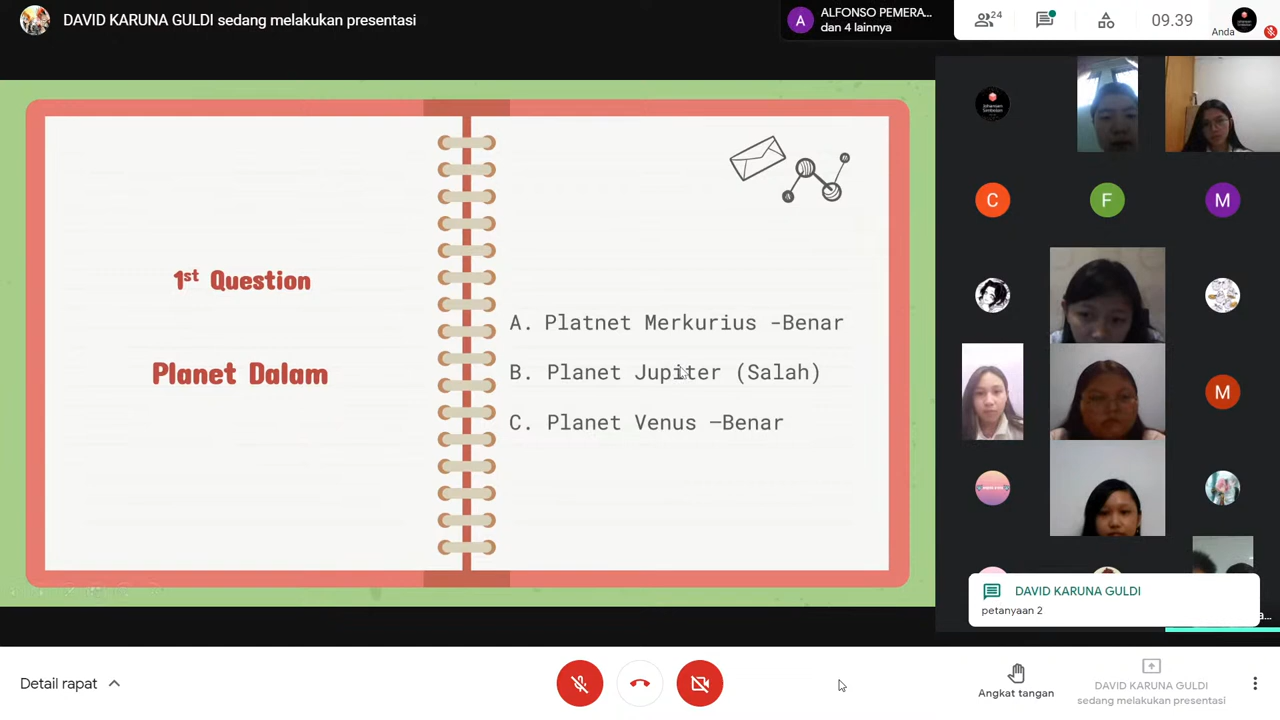 DAVID KARUNA GULDI sedang melakukan presentasi
A
ALFONSO PEMERA...
dan 4 lainnya
24
09.39
Anda
1st Question
Planet Dalam
A. Platnet Merkurius -Benar
B. Planet Jupiter (Salah)
C. Planet Venus –Benar
C
F
M
M
DAVID KARUNA GULDI
petanyaan 2
a...
Detail rapat
Angkat tangan
DAVID KARUNA GULDI
sedang melakukan presentasi